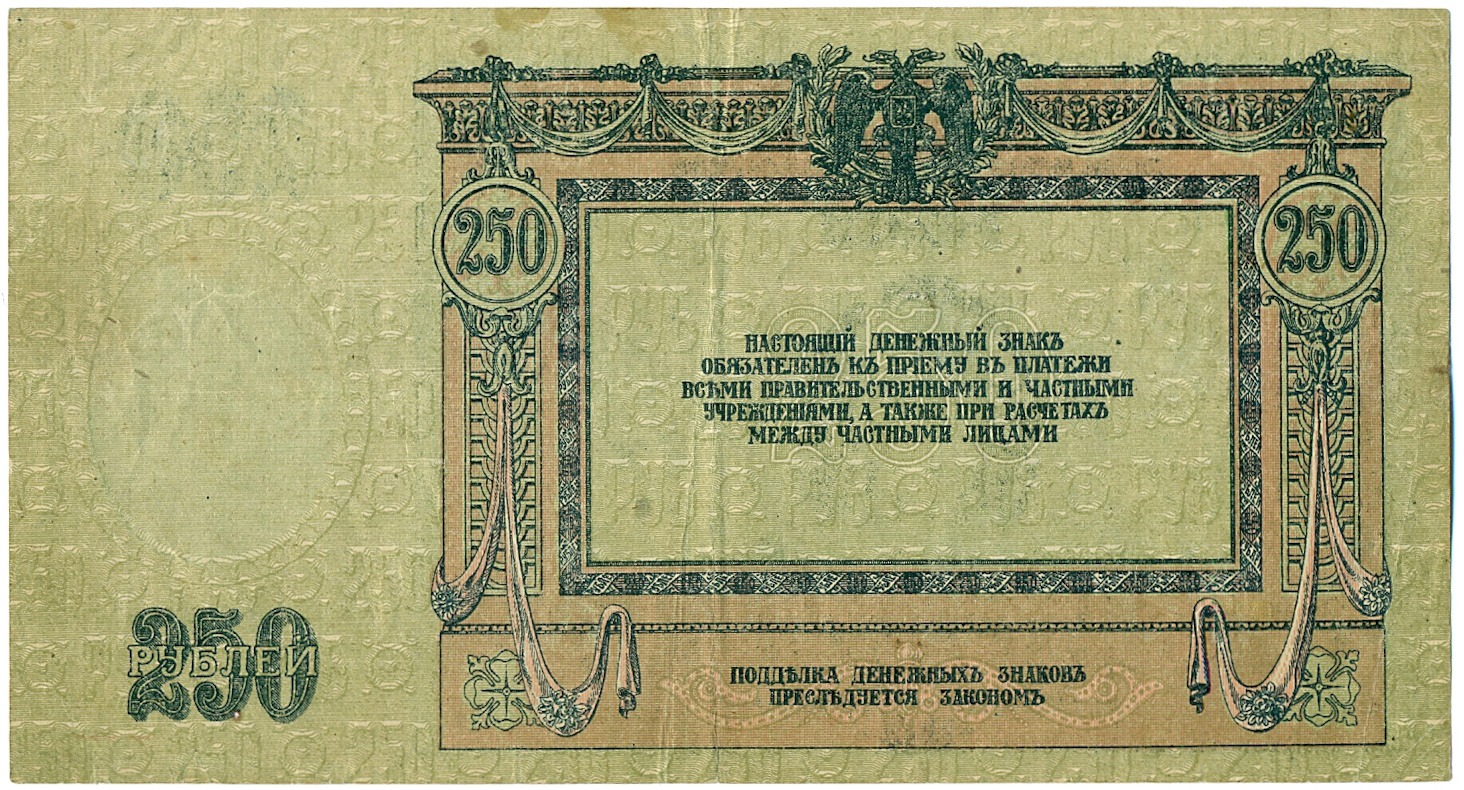 250
250
НАСТОЯЩІЙ ДЕНЕЖНЫЙ ЗНАКЪ
ОБЯЗАТЕЛЕНЪ КЪ ПРІЕМУ ВЪ ПЛАТЕЖИ
ВСѢМИ ПРАВИТЕЛЬСТВЕННЫМИ И ЧАСТНЫМИ
УЧРЕЖДЕНІЯМИ, А ТАКЖЕ ПРИ РАСЧЕТАХЪ
МЕЖДУ ЧАСТНЫМИ ЛИЦАМИ
250
250
РУБЛЕЙ
ПОДДѢЛКА ДЕНЕЖНЫХЪ ЗНАКОВЪ
ПРЕСЛѢДУЕТСЯ ЗАКОНОМЪ